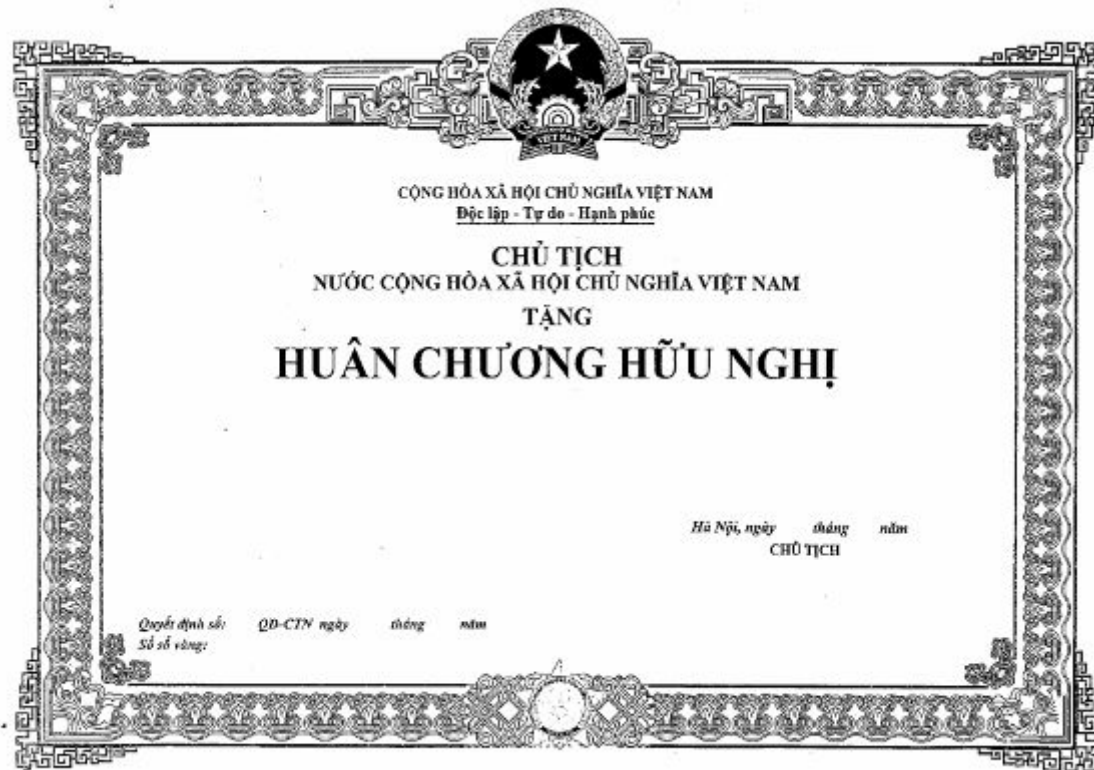 VIỆT NAM
CỘNG HÒA XÃ HỘI CHỦ NGHĨA VIỆT NAM
Độc lập - Tự do - Hạnh phúc
CHỦ TỊCH
NƯỚC CỘNG HÒA XÃ HỘI CHỦ NGHĨA VIỆT NAM
TẶNG
HUÂN CHƯƠNG HỮU NGHỊ
Hà Nội, ngày tháng năm
CHỦ TỊCH
Quyết định số: QĐ-CTN ngày tháng năm
Số sổ vàng: